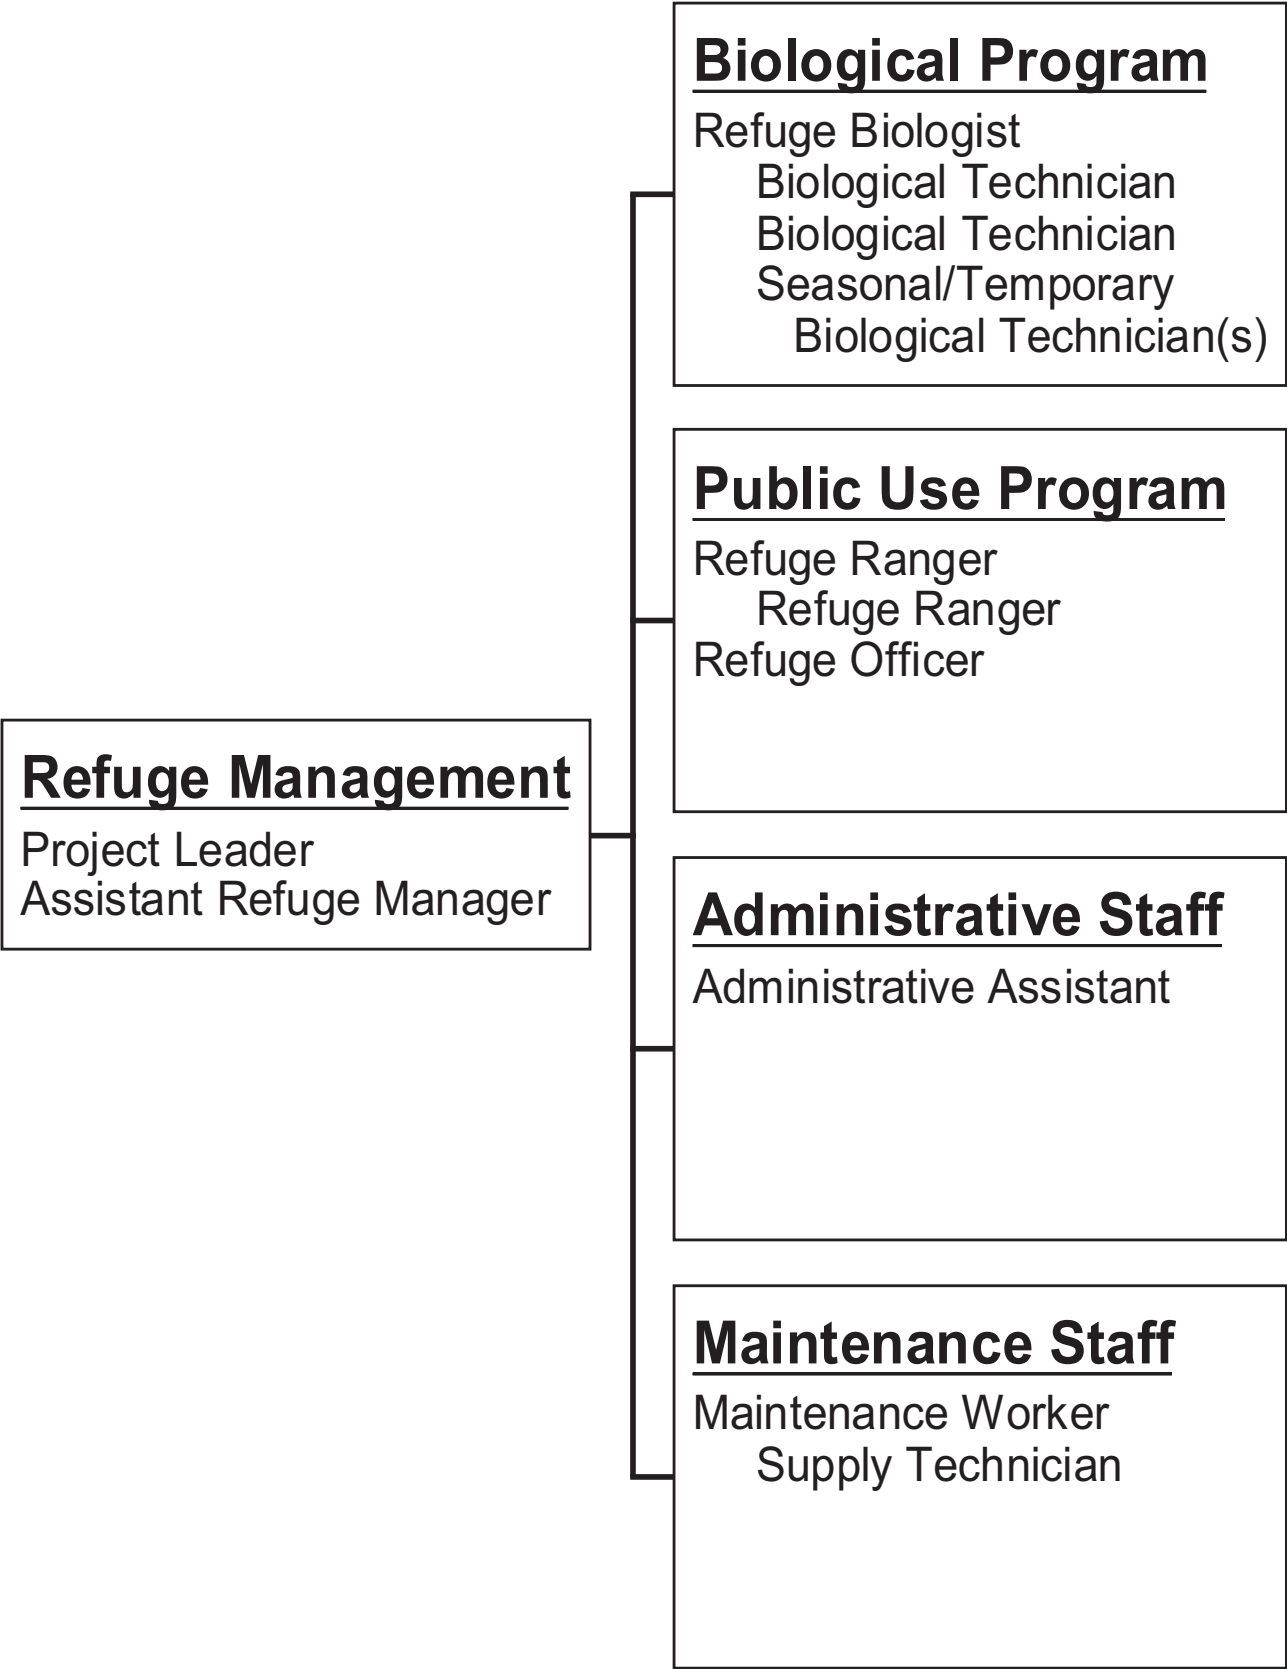 Biological Program
Refuge Biologist
Biological Technician
Biological Technician
Seasonal/Temporary
Biological Technician(s)
Public Use Program
Refuge Ranger
Refuge Ranger
Refuge Officer
Refuge Management
Project Leader
Assistant Refuge Manager
Administrative Staff
Administrative Assistant
Maintenance Staff
Maintenance Worker
Supply Technician